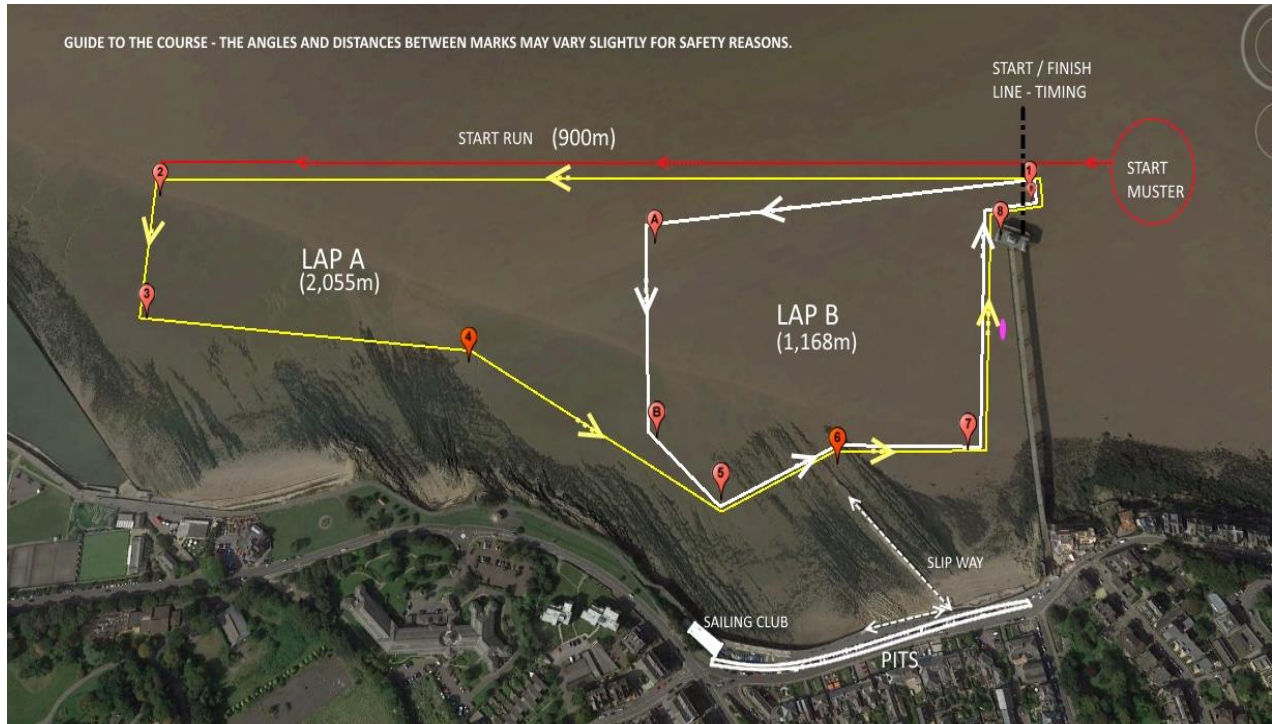 GUIDE TO THE COURSE - THE ANGLES AND DISTANCES BETWEEN MARKS MAY VARY SLIGHTLY FOR SAFETY REASONS.
START / FINISH
LINE - TIMING
START RUN (900m)
START
MUSTER
2
1
9
8
A
LAP A
(2,055m)
3
LAP B
(1,168m)
4
B
6
7
5
SLIP WAY
SAILING CLUB
PITS